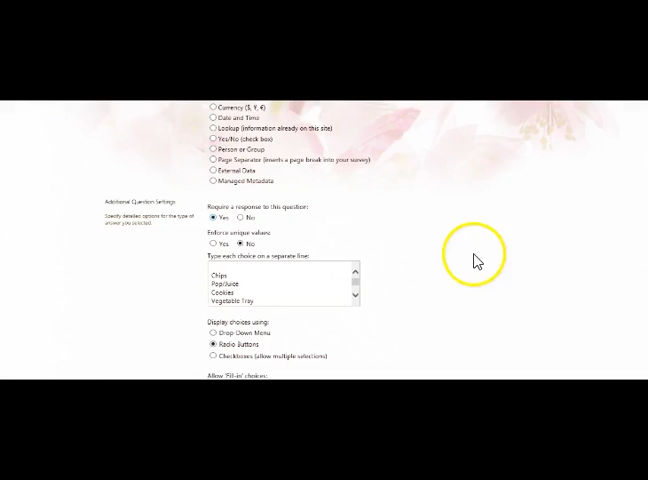 Currency ($, ¥, €)
Date and Time
Lookup (information already on this site)
Yes/No (check box)
Person or Group
Page Separator (inserts a page break into your survey)
External Data
Managed Metadata
Additional Question Settings
Specify detailed options for the type of
answer you selected.
Require a response to this question:
Yes No
Enforce unique values:
Yes No
Type each choice on a separate line:
Chips
Pop/Juice
Cookies
Vegetable Tray
Display choices using:
Drop-Down Menu
Radio Buttons
Checkboxes (allow multiple selections)
Allow 'Fill-in' choices: